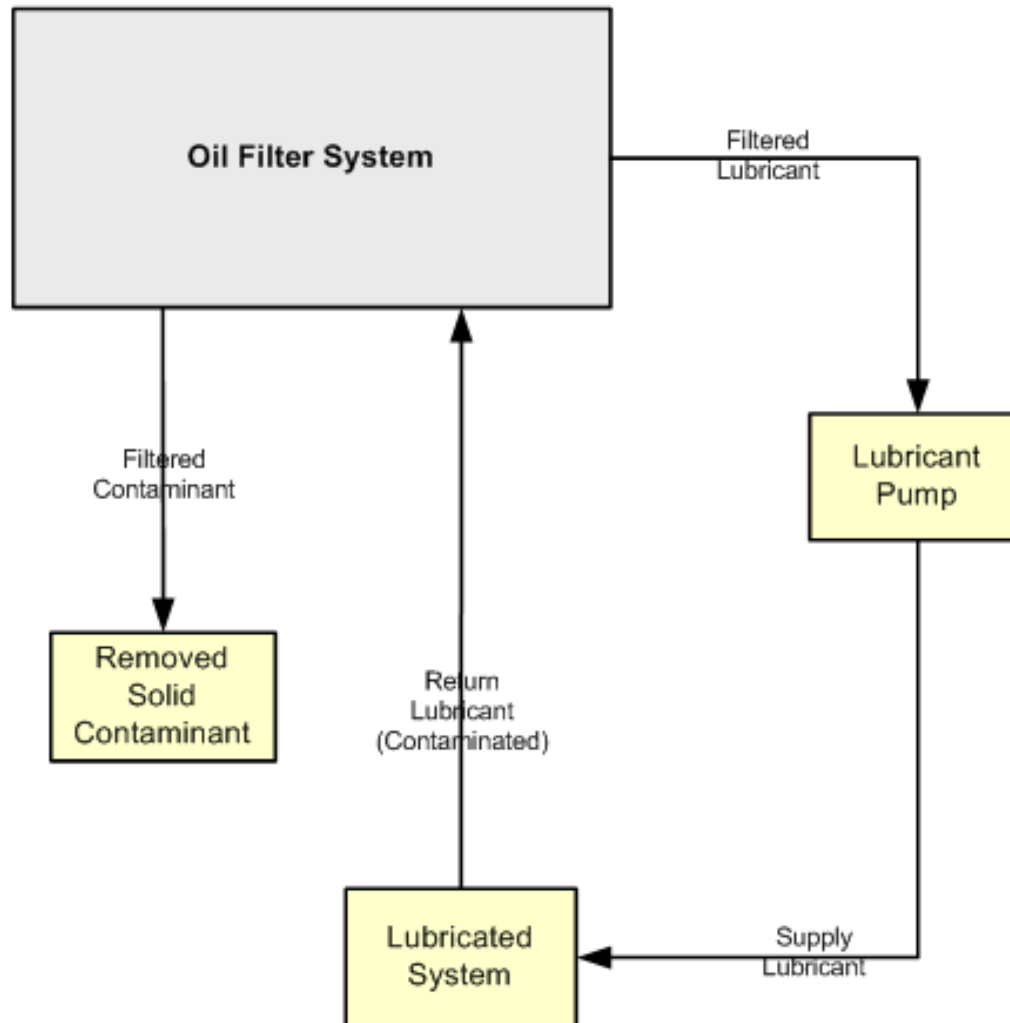 Oil Filter System
Filtered
Lubricant
Filtered
Contaminant
Lubricant
Pump
Removed
Solid
Contaminant
Return
Lubricant
(Contaminated)
Lubricated
System
Supply
Lubricant